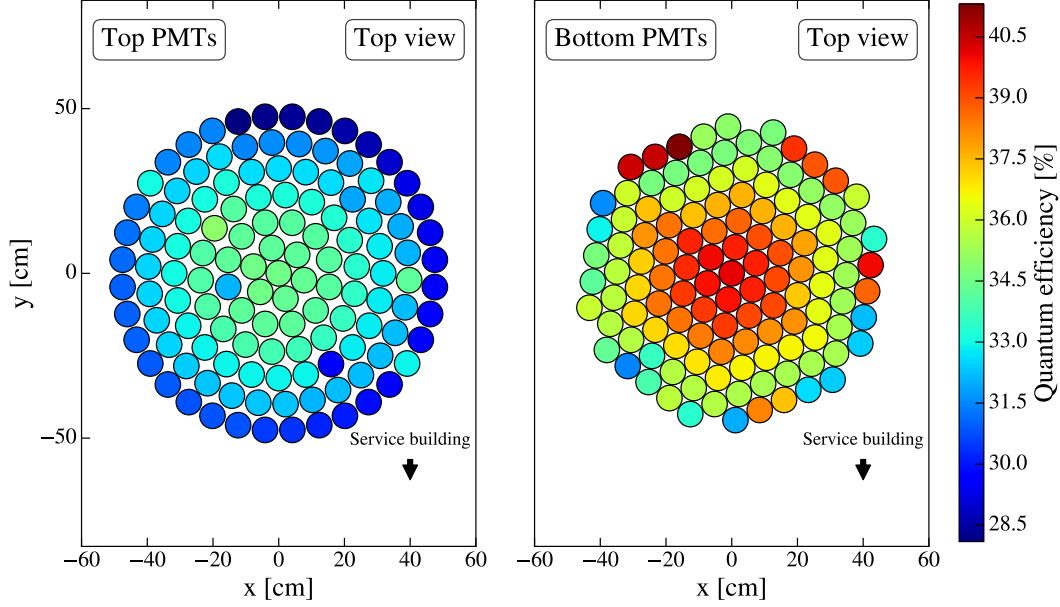 Top PMTs Top view
Bottom PMTs Top view
50
0
−50
y [cm]
Service building
−60 −40 −20 0 20 40 60
x [cm]
Service building
−60 −40 −20 0 20 40 60
x [cm]
40.5
39.0
37.5
36.0
34.5
33.0
31.5
30.0
28.5
Quantum efficiency [%]